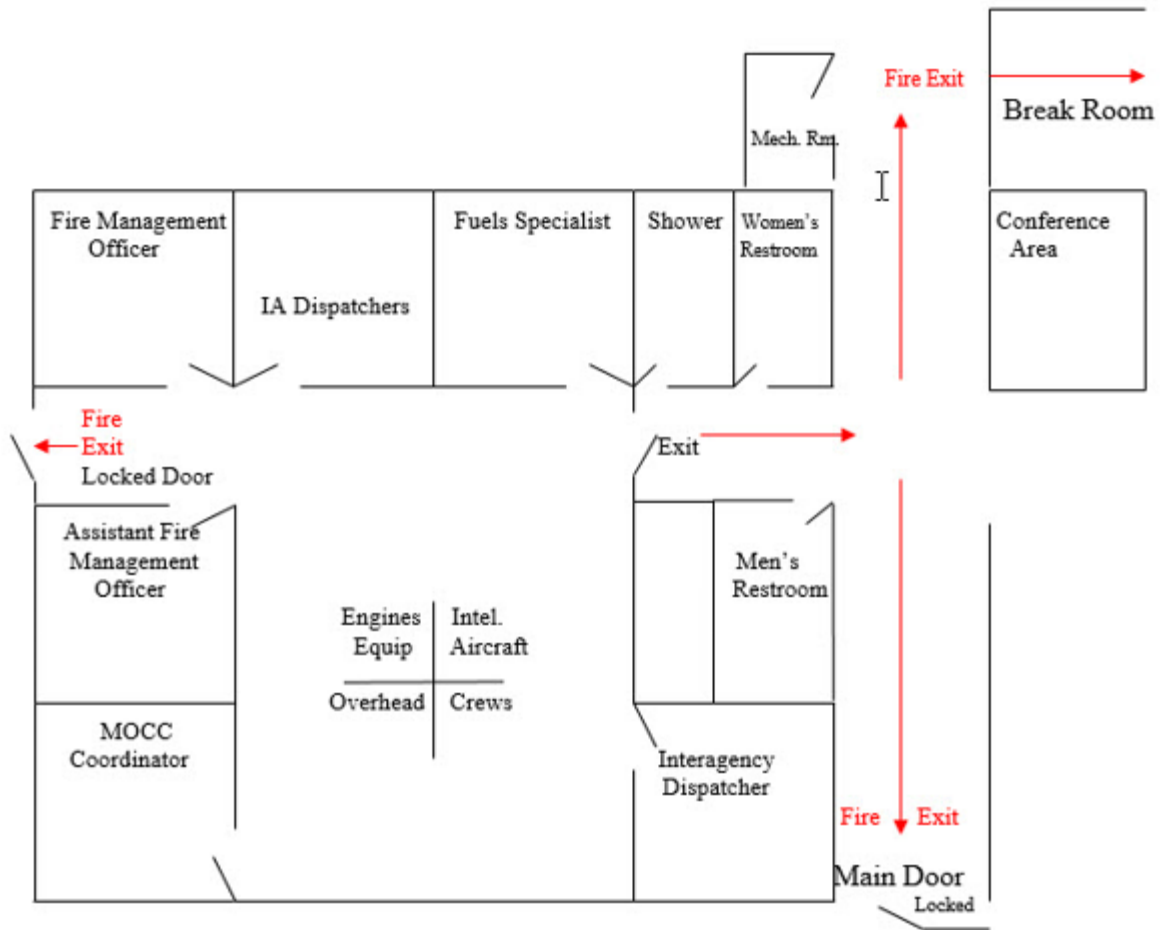 Fire Exit
Break Room
Mech. Rm.
Fire Management
Officer
IA Dispatchers
Fuels Specialist
Shower
Women's
Restroom
Conference
Area
Fire
Exit
Locked Door
Exit
Assistant Fire
Management
Officer
Men's
Restroom
Engines
Equip
Intel.
Aircraft
Overhead
Crews
MOCC
Coordinator
Interagency
Dispatcher
Fire Exit
Main Door
Locked